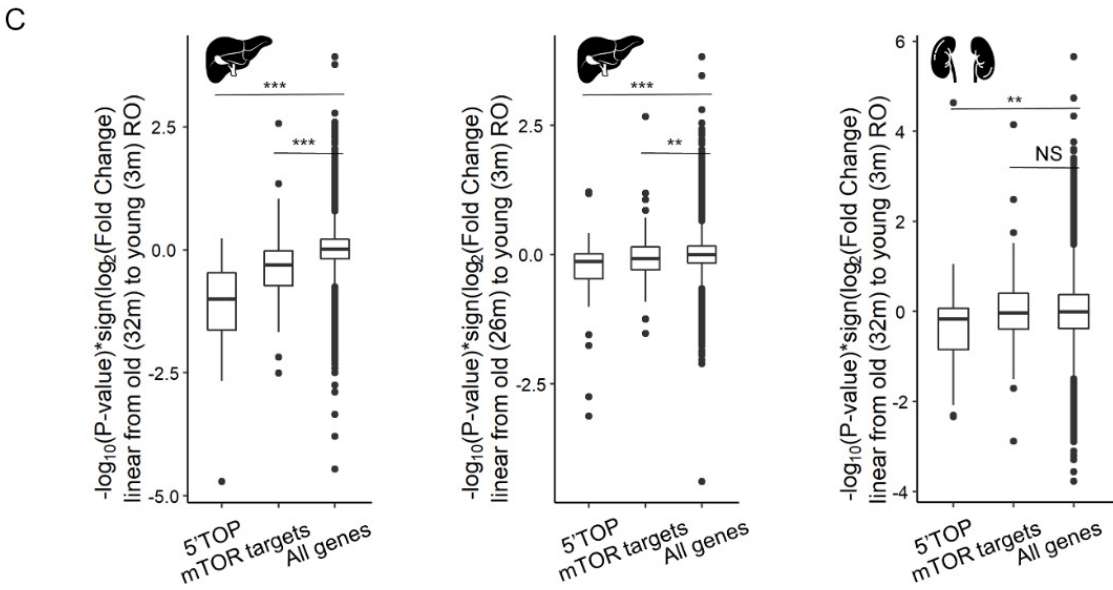 C
-log₁₀(P-value)*sign(log₂(Fold Change)
linear from old (32m) to young (3m) RO)
2.5
0.0
-2.5
-5.0
***
***
5'TOP
mTOR targets
All genes
-log₁₀(P-value)*sign(log₂(Fold Change)
linear from old (26m) to young (3m) RO)
2.5
0.0
-2.5
***
**
5'TOP
mTOR targets
All genes
-log₁₀(P-value)*sign(log₂(Fold Change)
linear from old (32m) to young (3m) RO)
6
4
2
0
-2
-4
**
NS
5'TOP
mTOR targets
All genes